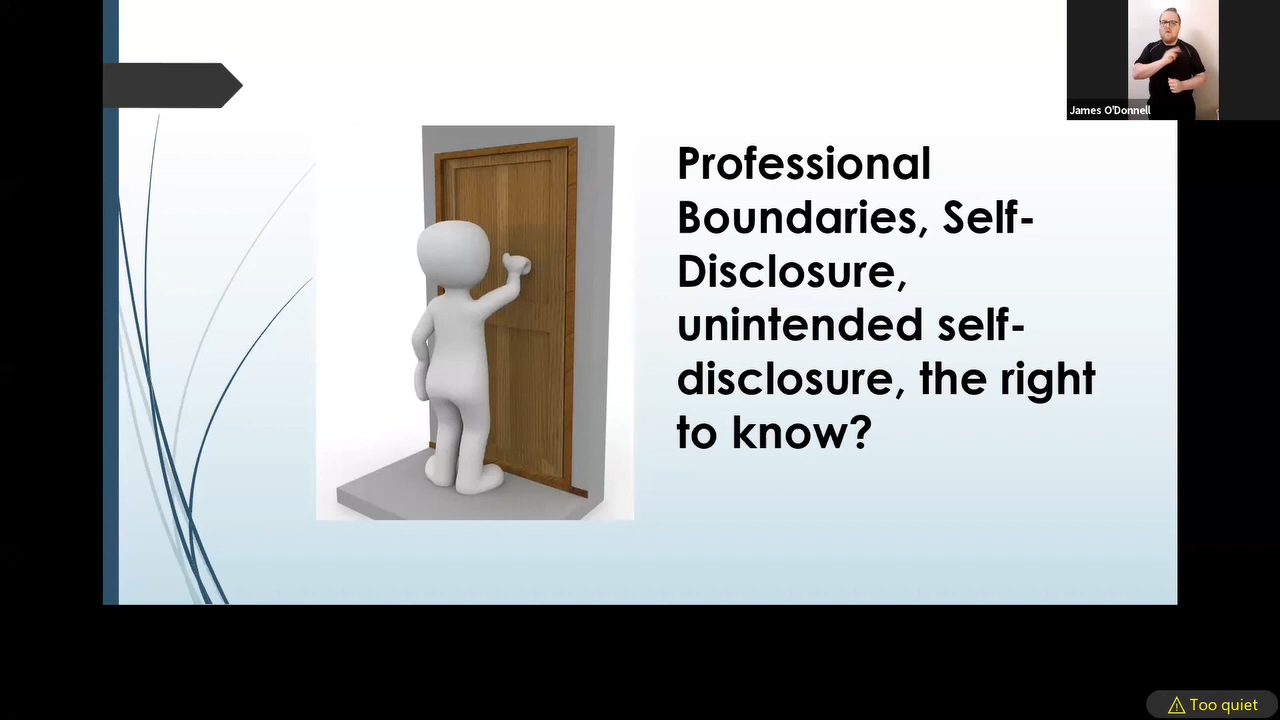 James O'Donnell
Professional
Boundaries, Self-
Disclosure,
unintended self-
disclosure, the right
to know?
Too quiet